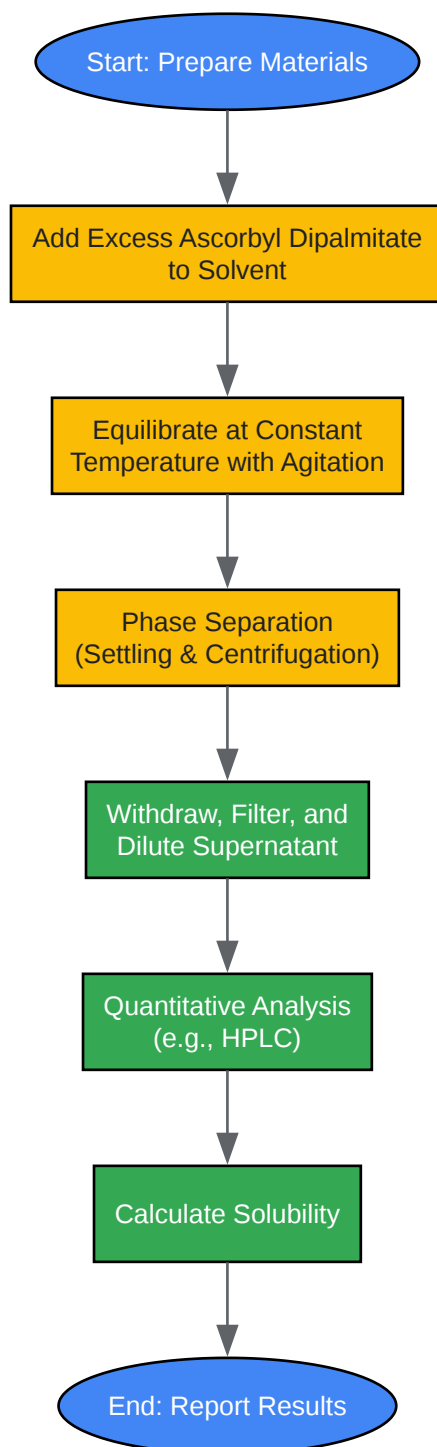 Start: Prepare Materials
Add Excess Ascorbyl Dipalmitate
to Solvent
Equilibrate at Constant
Temperature with Agitation
Phase Separation
(Settling & Centrifugation)
Withdraw, Filter, and
Dilute Supernatant
Quantitative Analysis
(e.g., HPLC)
Calculate Solubility
End: Report Results